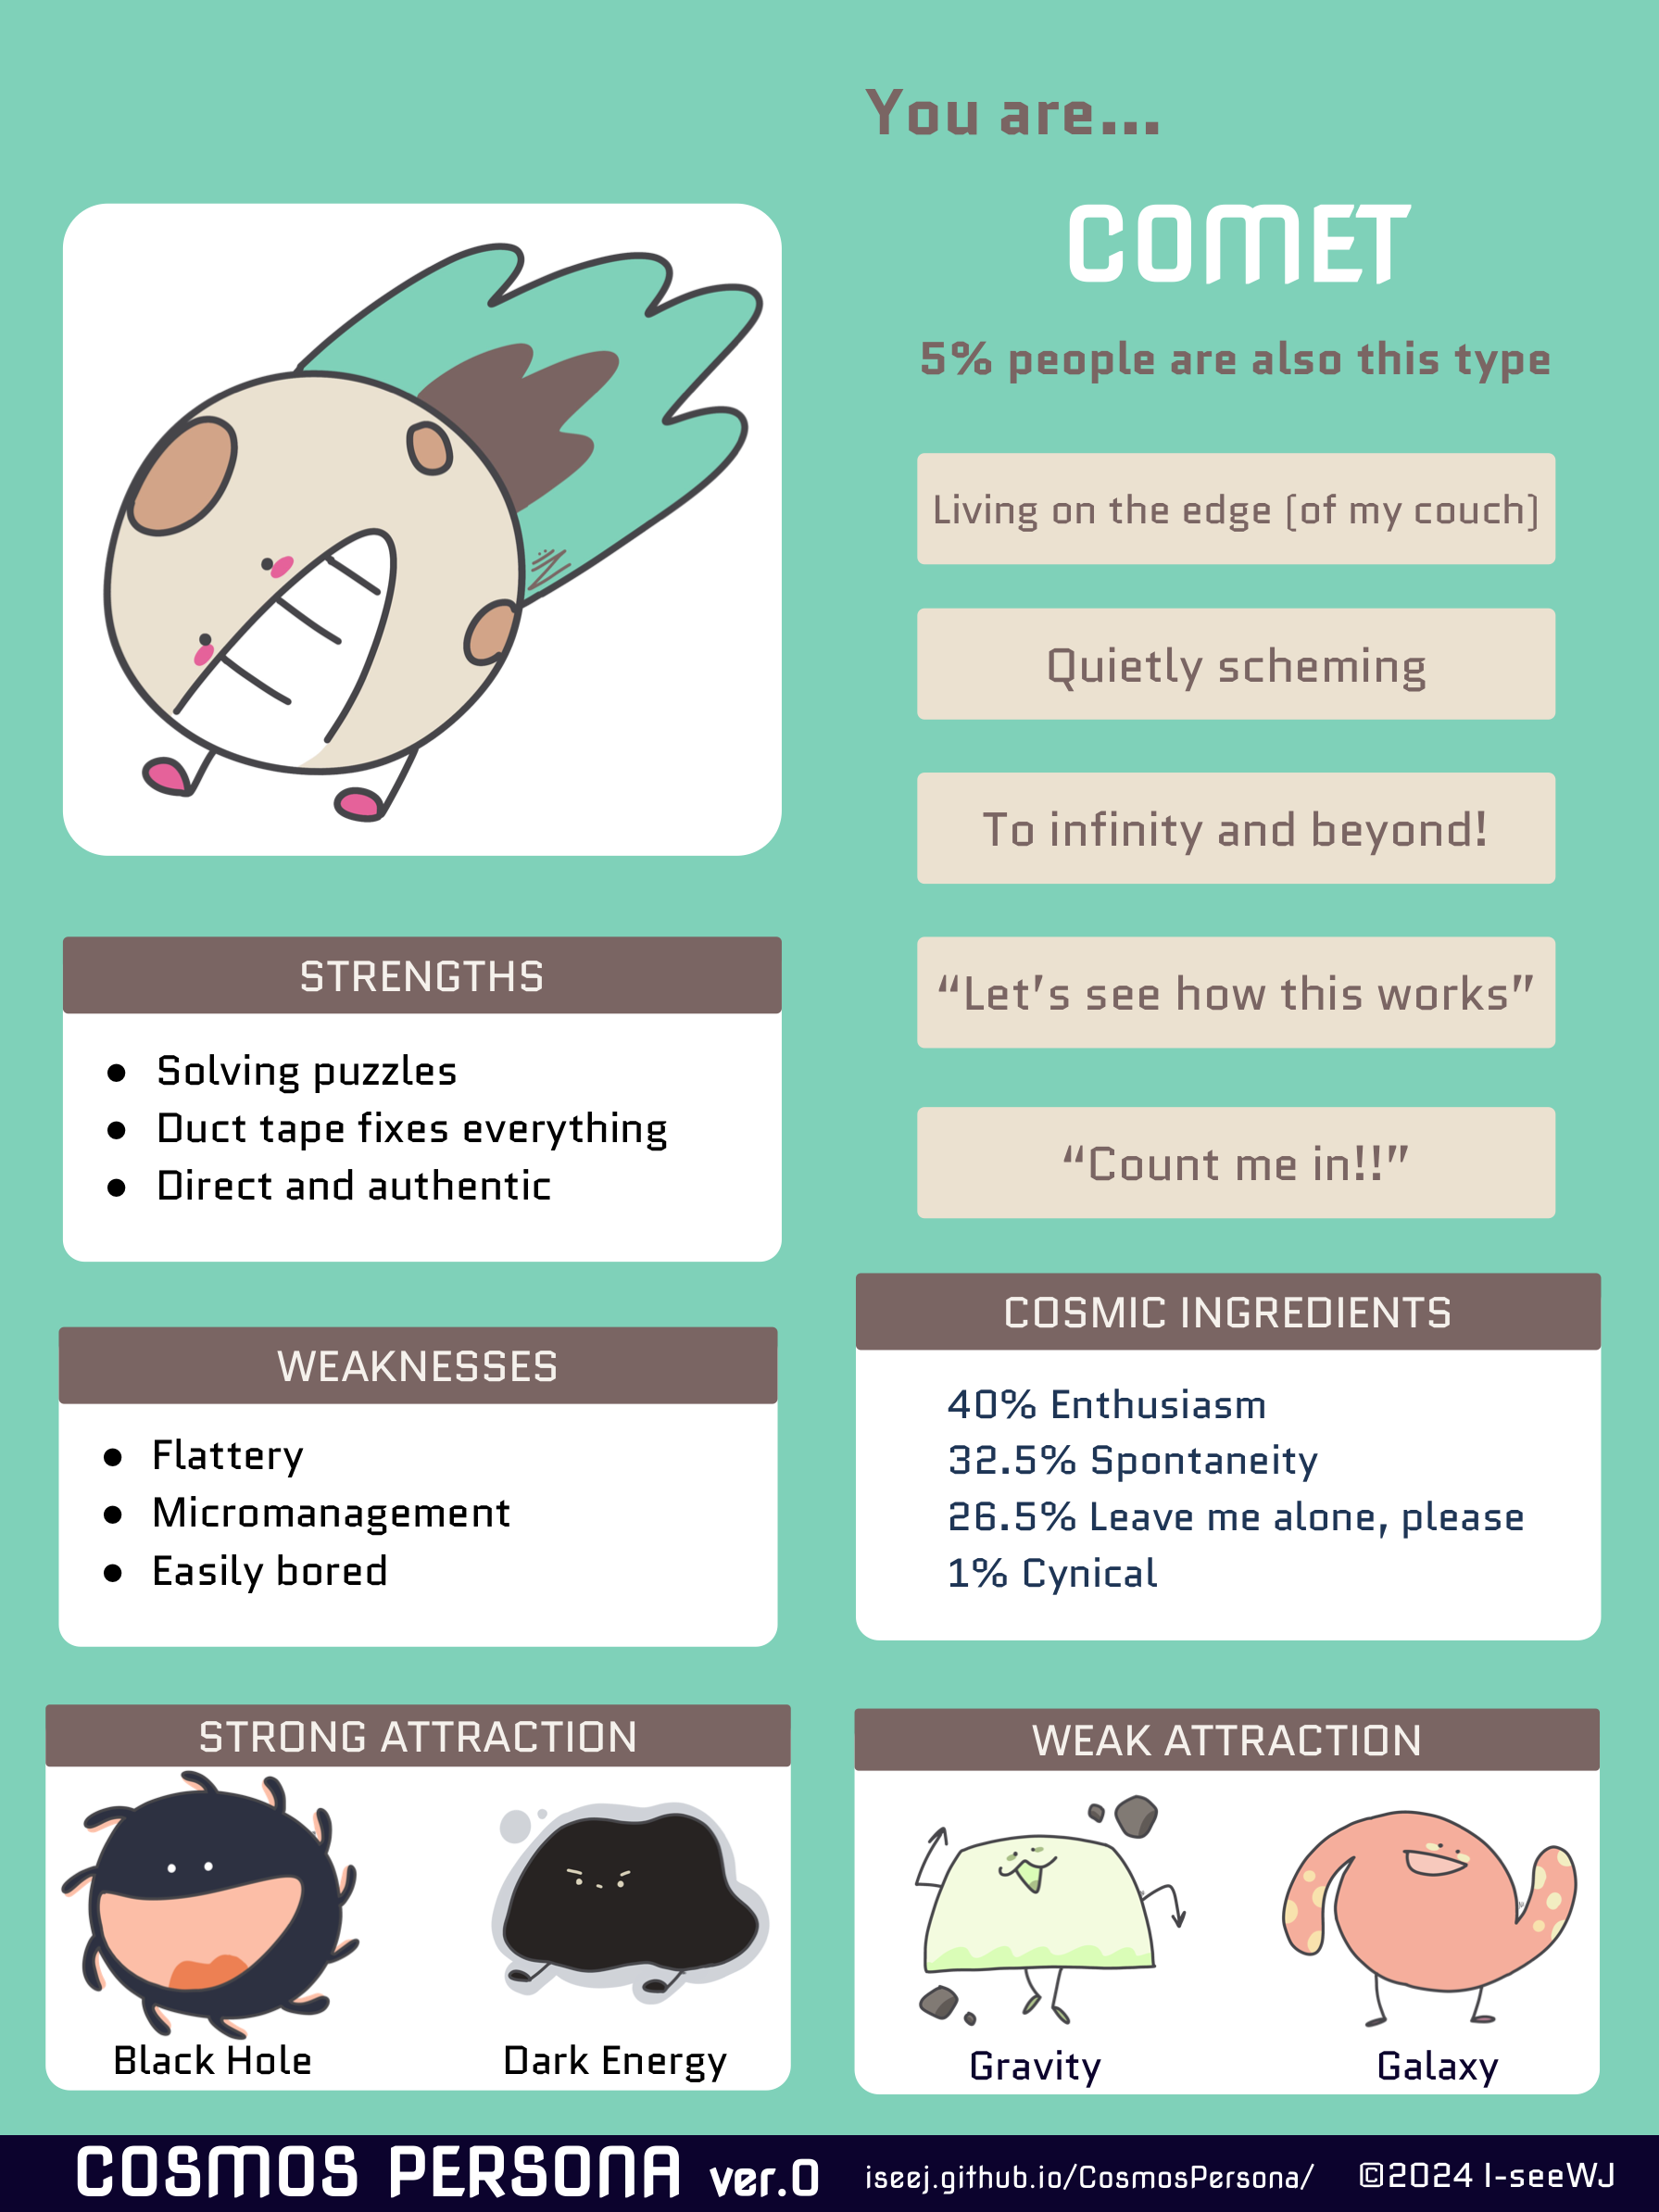 You are...
COMET
5% people are also this type
Living on the edge (of my couch)
Quietly scheming
To infinity and beyond!
“Let’s see how this works”
“Count me in!!”
STRENGTHS
● Solving puzzles
● Duct tape fixes everything
● Direct and authentic
WEAKNESSES
● Flattery
● Micromanagement
● Easily bored
COSMIC INGREDIENTS
40% Enthusiasm
32.5% Spontaneity
26.5% Leave me alone, please
1% Cynical
STRONG ATTRACTION
Black Hole
Dark Energy
WEAK ATTRACTION
Gravity
Galaxy
COSMOS PERSONA ver.0
iseej.github.io/CosmosPersona/
©2024 I-seeWJ